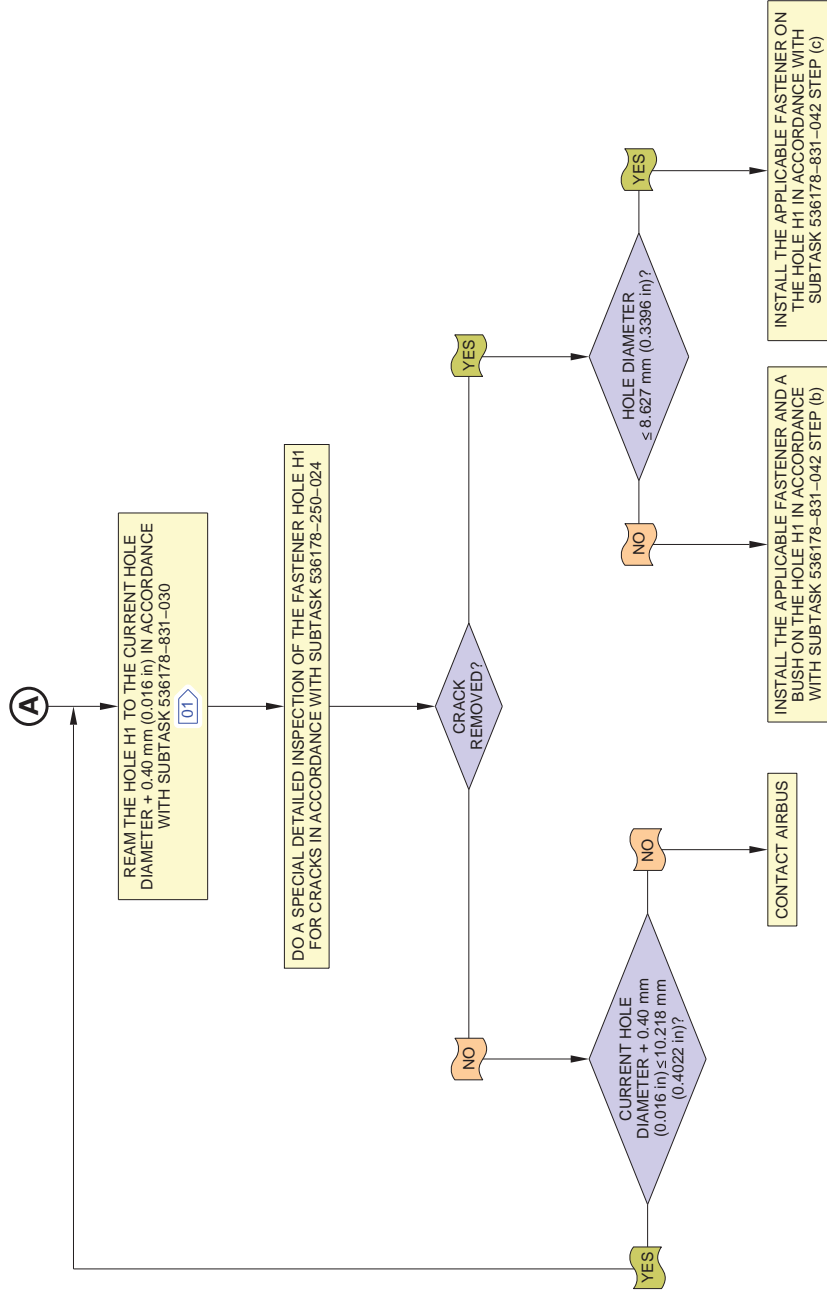 A
REAM THE HOLE H1 TO THE CURRENT HOLE
DIAMETER + 0.40 mm (0.016 in) IN ACCORDANCE
WITH SUBTASK 536178–831–030
01
DO A SPECIAL DETAILED INSPECTION OF THE FASTENER HOLE H1
FOR CRACKS IN ACCORDANCE WITH SUBTASK 536178–250–024
CRACK
REMOVED?
NO
YES
CURRENT HOLE
DIAMETER + 0.40 mm
(0.016 in) ≤ 10.218 mm
(0.4022 in)?
YES
NO
HOLE DIAMETER
≤ 8.627 mm (0.3396 in)?
NO
YES
CONTACT AIRBUS
INSTALL THE APPLICABLE FASTENER AND A
BUSH ON THE HOLE H1 IN ACCORDANCE
WITH SUBTASK 536178–831–042 STEP (b)
INSTALL THE APPLICABLE FASTENER ON
THE HOLE H1 IN ACCORDANCE WITH
SUBTASK 536178–831–042 STEP (c)